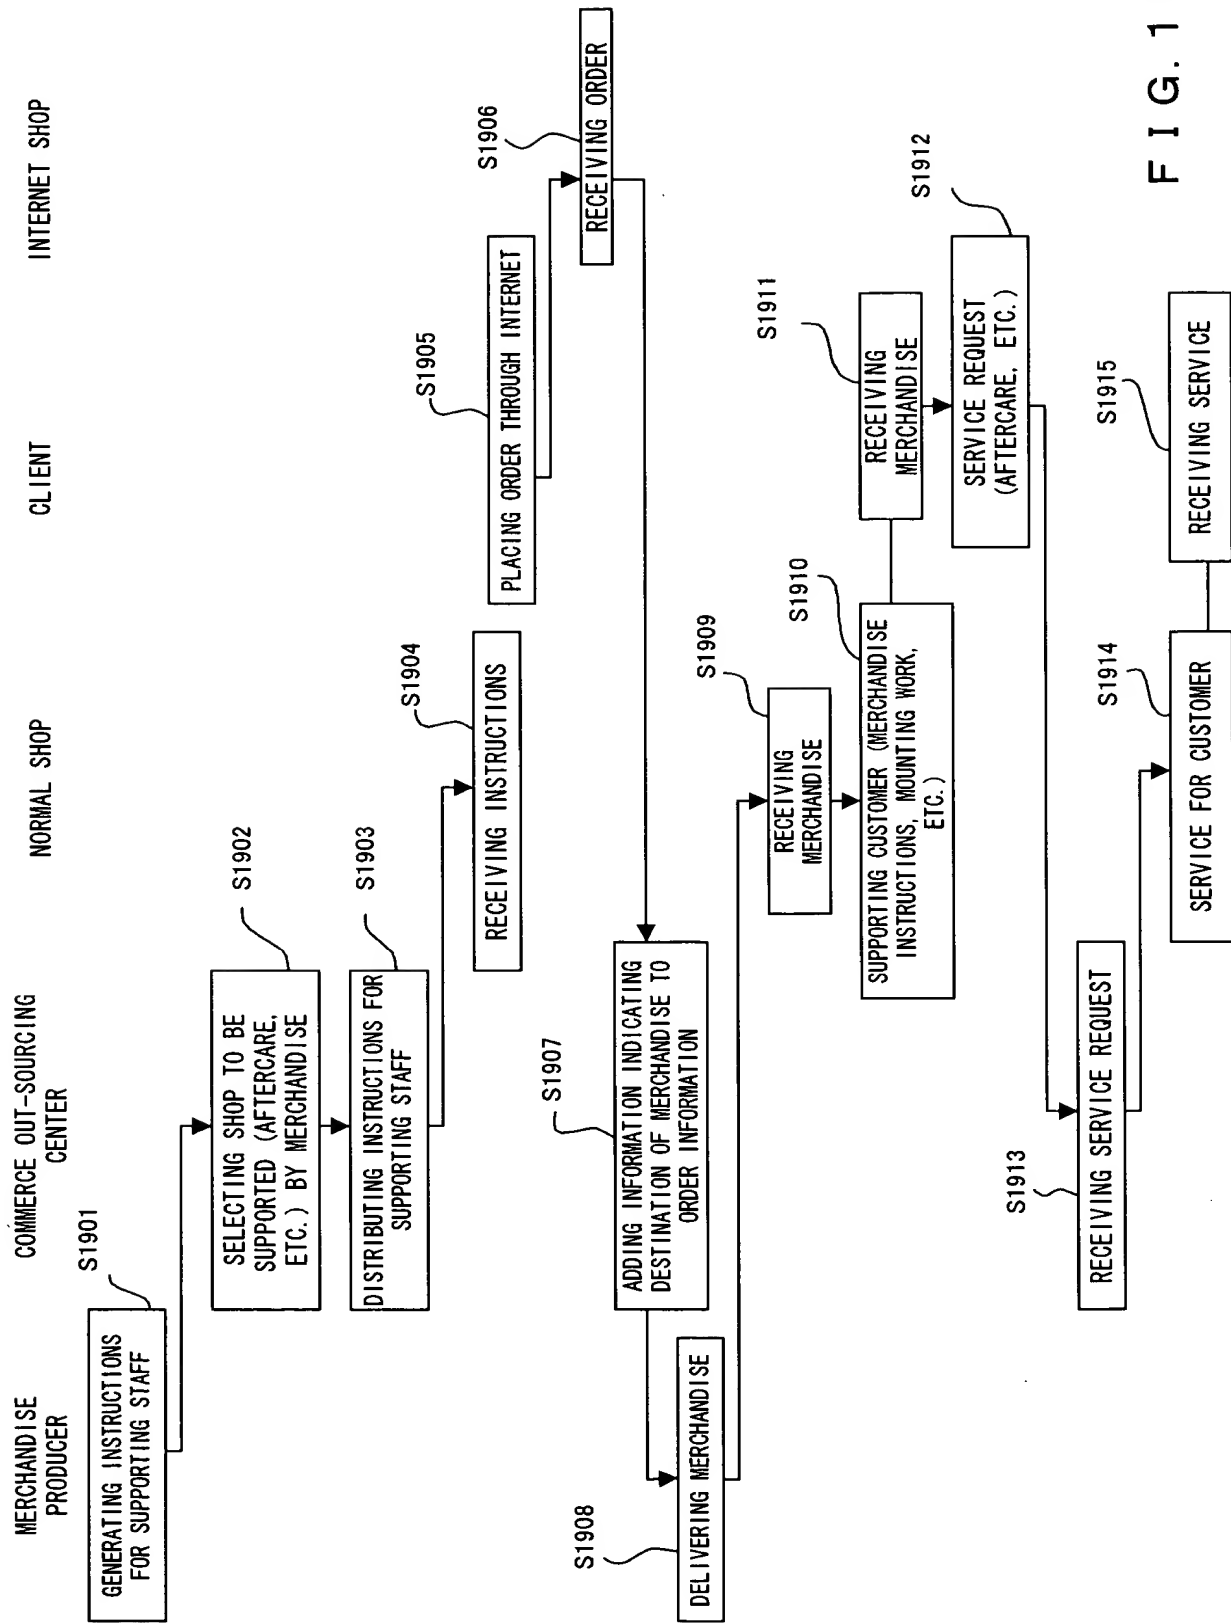 MERCHANDISE
PRODUCER
COMMERCE OUT-SOURCING
CENTER
NORMAL SHOP
CLIENT
INTERNET SHOP
S1901
GENERATING INSTRUCTIONS
FOR SUPPORTING STAFF
S1902
SELECTING SHOP TO BE
SUPPORTED (AFTERCARE,
ETC.) BY MERCHANDISE
S1903
DISTRIBUTING INSTRUCTIONS FOR
SUPPORTING STAFF
S1904
RECEIVING INSTRUCTIONS
S1905
PLACING ORDER THROUGH INTERNET
S1906
RECEIVING ORDER
S1907
ADDING INFORMATION INDICATING
DESTINATION OF MERCHANDISE TO
ORDER INFORMATION
S1908
DELIVERING MERCHANDISE
S1909
RECEIVING
MERCHANDISE
S1910
SUPPORTING CUSTOMER (MERCHANDISE
INSTRUCTIONS, MOUNTING WORK,
ETC.)
S1911
RECEIVING
MERCHANDISE
S1912
SERVICE REQUEST
(AFTERCARE, ETC.)
S1913
RECEIVING SERVICE REQUEST
S1914
SERVICE FOR CUSTOMER
S1915
RECEIVING SERVICE
FIG. 1